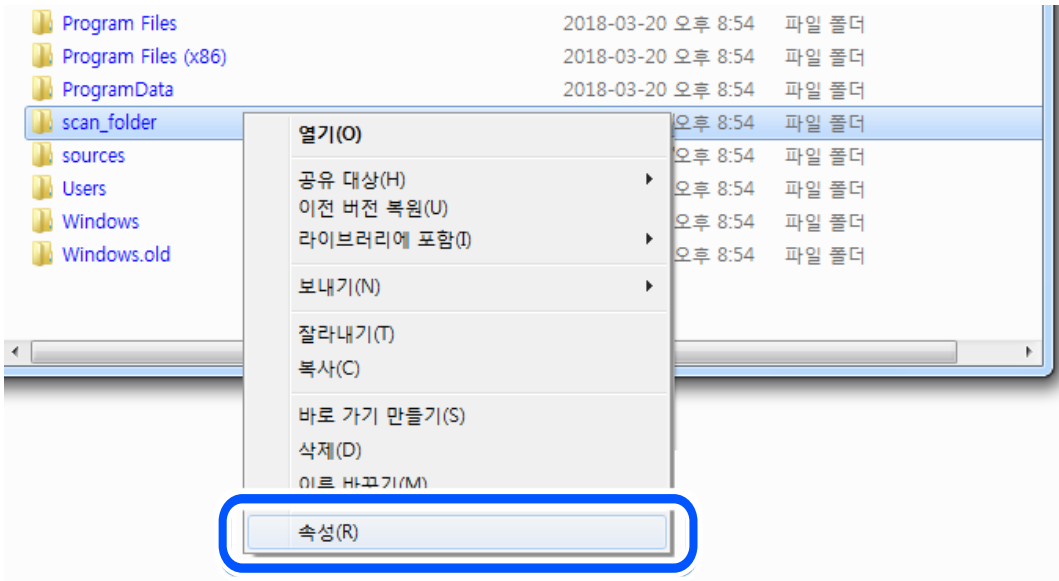 Program Files 2018-03-20 오후 8:54 파일 폴더
Program Files (x86) 2018-03-20 오후 8:54 파일 폴더
ProgramData 2018-03-20 오후 8:54 파일 폴더
scan_folder 오후 8:54 파일 폴더
sources 오후 8:54 파일 폴더
Users 오후 8:54 파일 폴더
Windows 오후 8:54 파일 폴더
Windows.old 오후 8:54 파일 폴더
열기(O)
공유 대상(H)
이전 버전 복원(U)
라이브러리에 포함(I)
보내기(N)
잘라내기(T)
복사(C)
바로 가기 만들기(S)
삭제(D)
이름 바꾸기(M)
속성(R)